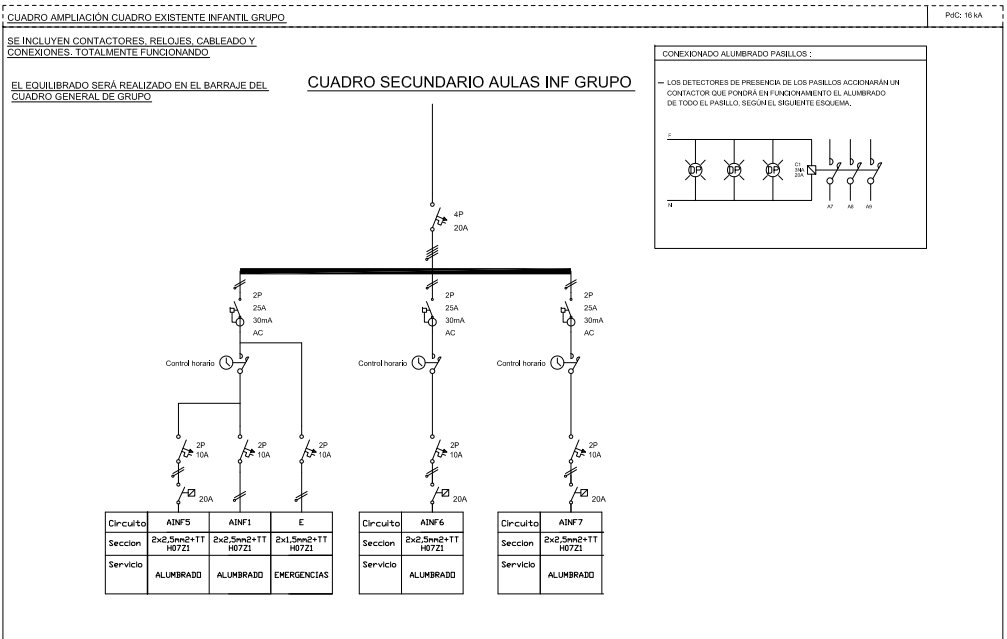 CUADRO AMPLIACIÓN CUADRO EXISTENTE INFANTIL GRUPO
PdC: 16 kA
SE INCLUYEN CONTACTORES, RELOJES, CABLEADO Y
CONEXIONES. TOTALMENTE FUNCIONANDO
EL EQUILIBRADO SERÁ REALIZADO EN EL BARRAJE DEL
CUADRO GENERAL DE GRUPO
CUADRO SECUNDARIO AULAS INF GRUPO
CONEXIONADO ALUMBRADO PASILLOS :
— LOS DETECTORES DE PRESENCIA DE LOS PASILLOS ACCIONARÁN UN
CONTACTOR QUE PONDRÁ EN FUNCIONAMIENTO EL ALUMBRADO
DE TODO EL PASILLO, SEGÚN EL SIGUIENTE ESQUEMA.
F
DP DP DP
C1
3NA
20A
N
A7 A8 A9
4P
20A
2P
25A
30mA
AC
2P
25A
30mA
AC
2P
25A
30mA
AC
Control horario
Control horario
Control horario
2P
10A
2P
10A
2P
10A
2P
10A
2P
10A
20A
20A
20A
Circuito AINF5 AINF1 E
Seccion 2x2,5mm2+TT 2x2,5mm2+TT 2x1,5mm2+TT
H07Z1 H07Z1 H07Z1
Servicio
ALUMBRADO ALUMBRADO EMERGENCIAS
Circuito AINF6
Seccion 2x2,5mm2+TT
H07Z1
Servicio
ALUMBRADO
Circuito AINF7
Seccion 2x2,5mm2+TT
H07Z1
Servicio
ALUMBRADO